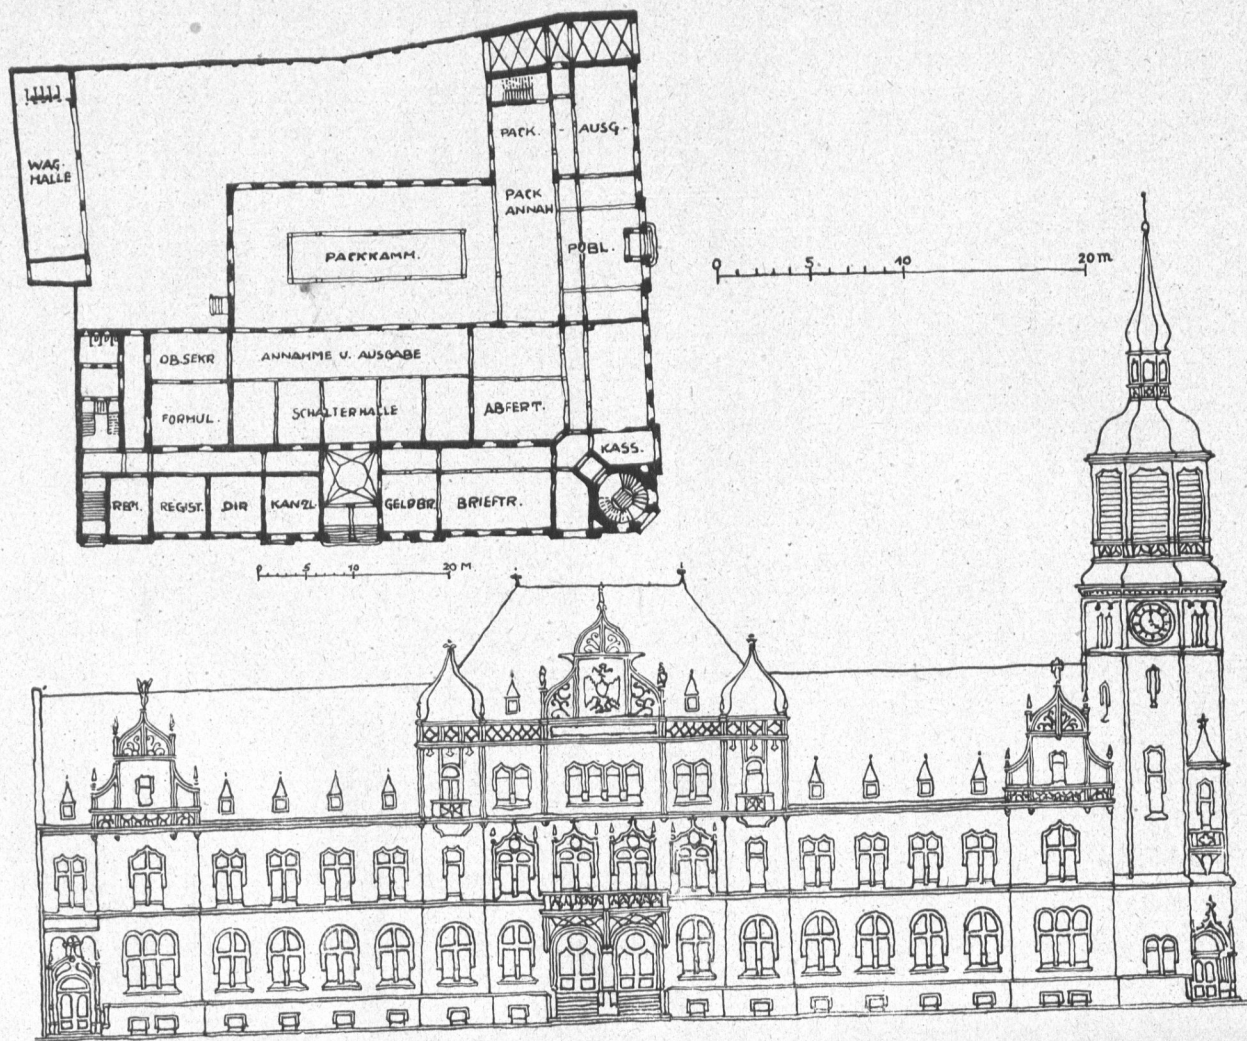 PACK. - AUSG.
WAG.
HALLE
PACK
ANNAH
PUBL.
PACKKAMM.
0 5 10 20 m
OB.SEKR
ANNAHME U. AUSGABE
FORMUL.
SCHALTERHALLE
ABFERT.
KASS.
REGIST.
DIR
KANZL.
GELDBR.
BRIEFTR.
0 5 10 20 M